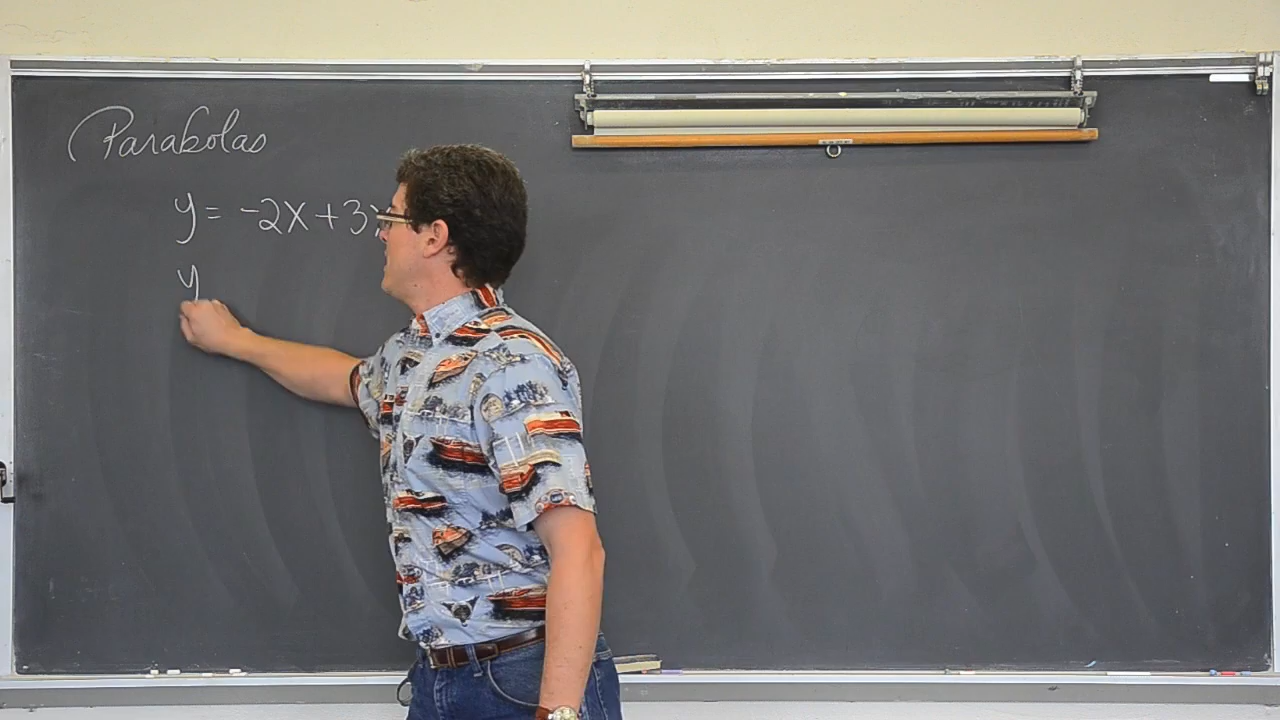 Parabolas
y = -2x + 3
y